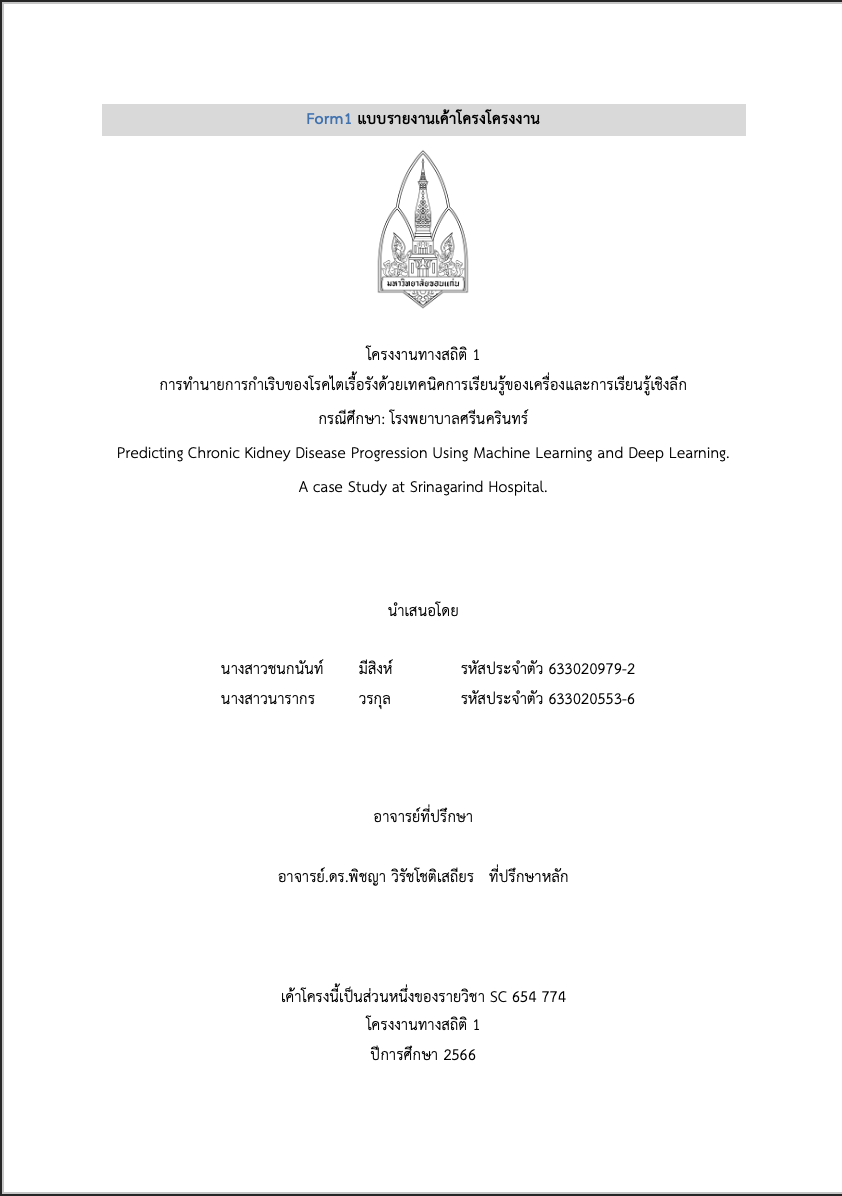 Form1 แบบรายงานเค้าโครงโครงงาน
มหาวิทยาลัยขอนแก่น
โครงงานทางสถิติ 1
การทำนายการกำเริบของโรคไตเรื้อรังด้วยเทคนิคการเรียนรู้ของเครื่องและการเรียนรู้เชิงลึก
กรณีศึกษา: โรงพยาบาลศรีนครินทร์
Predicting Chronic Kidney Disease Progression Using Machine Learning and Deep Learning.
A case Study at Srinagarind Hospital.
นำเสนอโดย
นางสาวชนกนันท์ มีสิงห์ รหัสประจำตัว 633020979-2
นางสาวนารากร วรกุล รหัสประจำตัว 633020553-6
อาจารย์ที่ปรึกษา
อาจารย์.ดร.พิชญา วิรัชโชติเสถียร ที่ปรึกษาหลัก
เค้าโครงนี้เป็นส่วนหนึ่งของรายวิชา SC 654 774
โครงงานทางสถิติ 1
ปีการศึกษา 2566